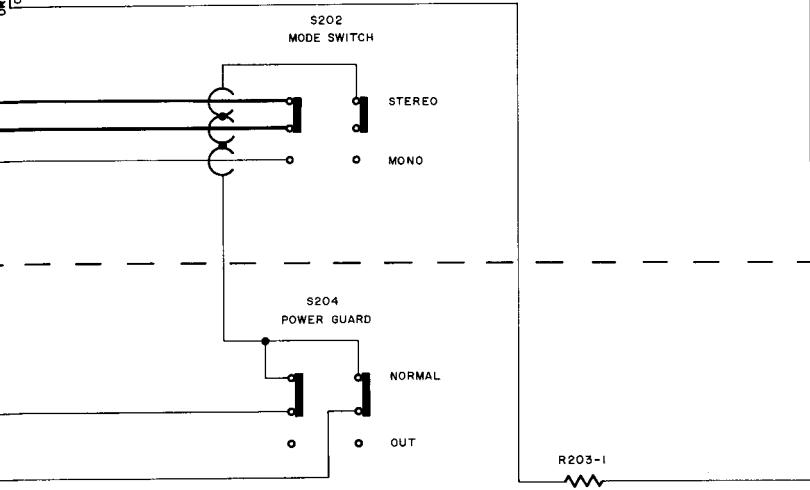 S202
MODE SWITCH
STEREO
MONO
S204
POWER GUARD
NORMAL
OUT
R203-1